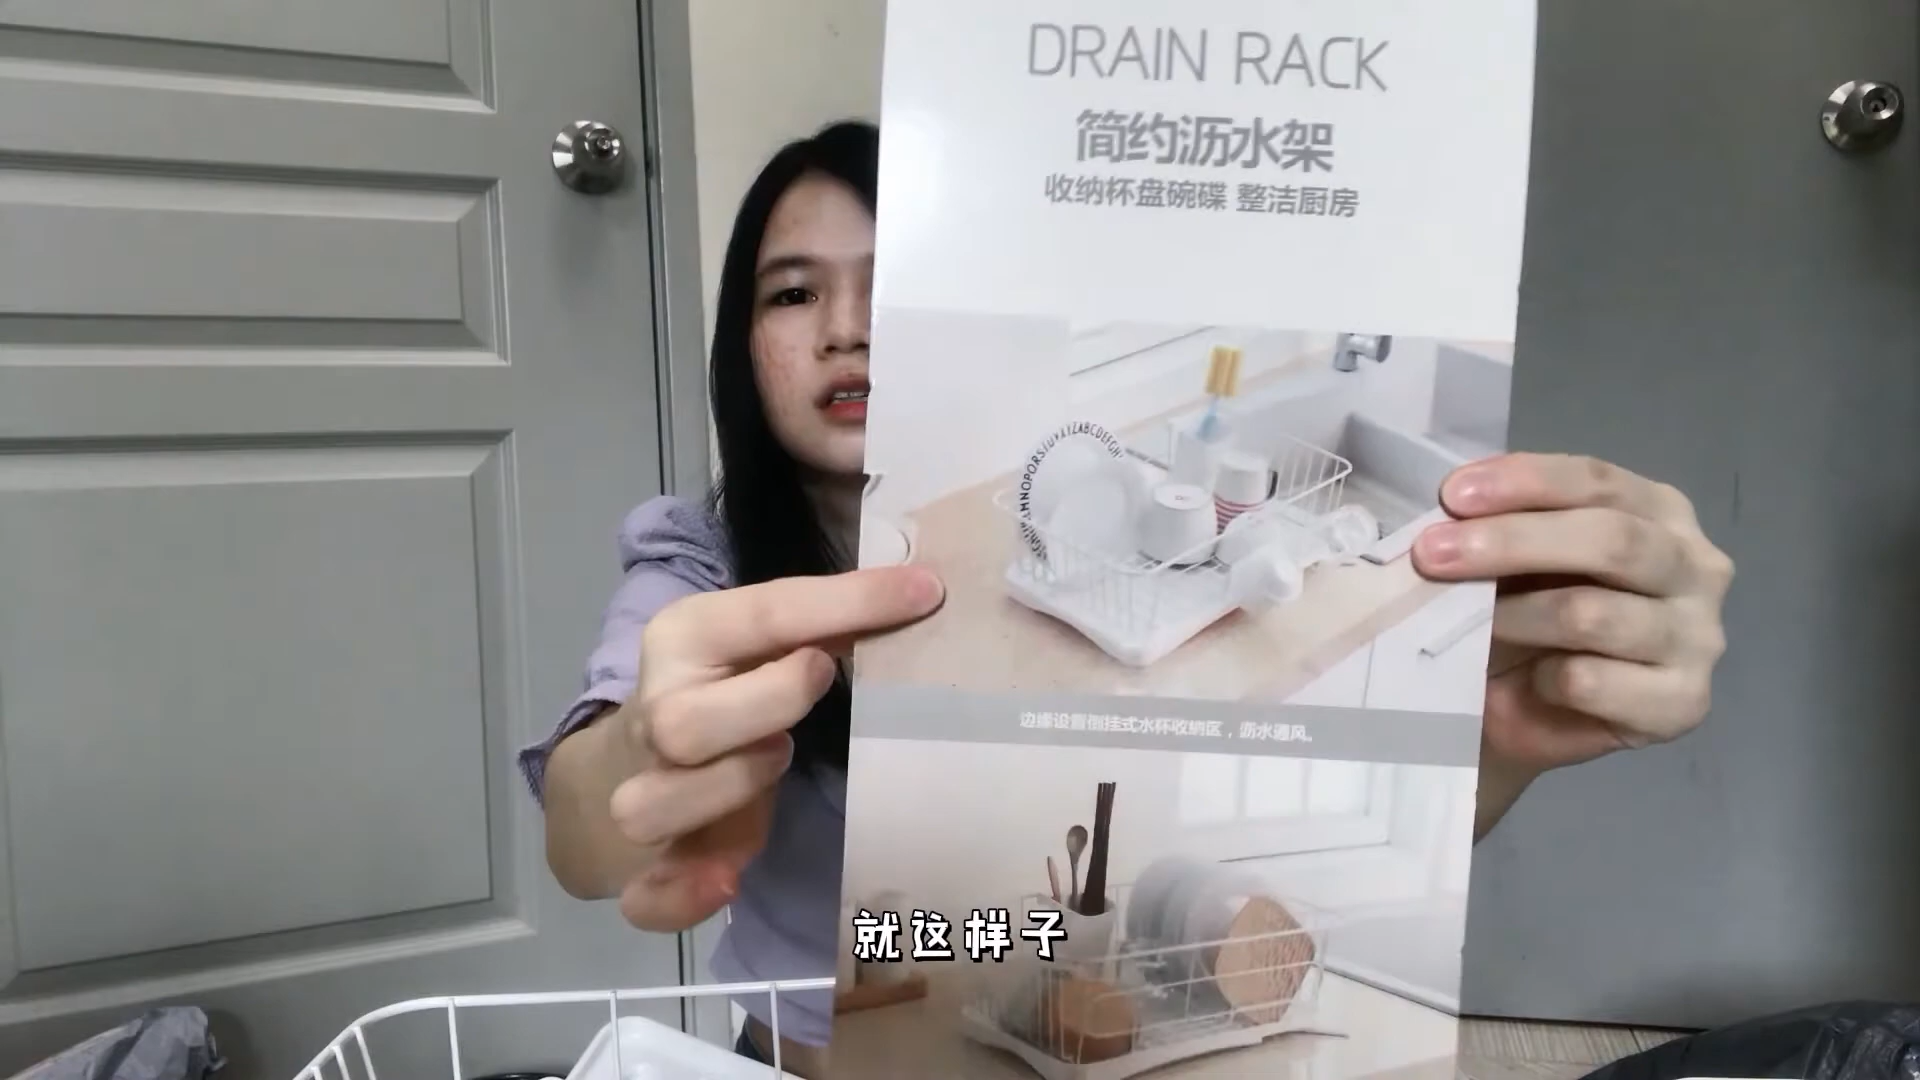 DRAIN RACK
简约沥水架
收纳杯盘碗碟 整洁厨房
边缘设置倒挂式水杯收纳区，沥水通风。
就这样子